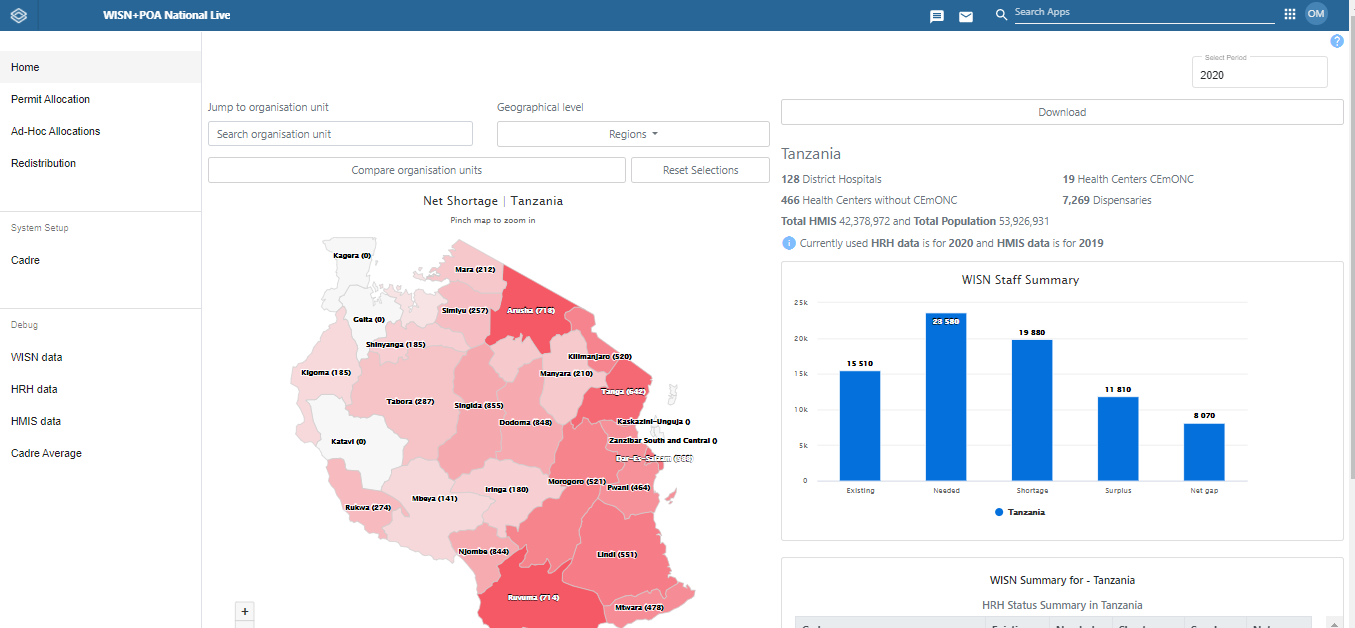 WISN+POA National Live
Search Apps
OM
Home
Permit Allocation
Ad-Hoc Allocations
Redistribution
System Setup
Cadre
Debug
WISN data
HRH data
HMIS data
Cadre Average
?
Select Period
2020
Jump to organisation unit
Search organisation unit
Geographical level
Regions
Compare organisation units
Reset Selections
Net Shortage | Tanzania
Pinch map to zoom in
Kagera (0)
Mara (212)
Simiyu (257)
Arusha (718)
Geita (0)
Shinyanga (185)
Kilimanjaro (520)
Kigoma (185)
Manyara (210)
Tanga (642)
Tabora (287)
Singida (855)
Dodoma (848)
Kaskazini-Unguja ()
Zanzibar South and Central ()
Katavi (0)
Dar-Es-Salaam
Morogoro (521)
Iringa (180)
Pwani (464)
Mbeya (141)
Rukwa (274)
Njombe (844)
Lindi (551)
Ruvuma (714)
Mtwara (478)
+
Download
Tanzania
128 District Hospitals
19 Health Centers CEmONC
466 Health Centers without CEmONC
7,269 Dispensaries
Total HMIS 42,378,972 and Total Population 53,926,931
i Currently used HRH data is for 2020 and HMIS data is for 2019
WISN Staff Summary
25k
20k
15k
10k
5k
0
15 510
23 580
19 880
11 810
8 070
Existing
Needed
Shortage
Surplus
Net gap
Tanzania
WISN Summary for - Tanzania
HRH Status Summary in Tanzania